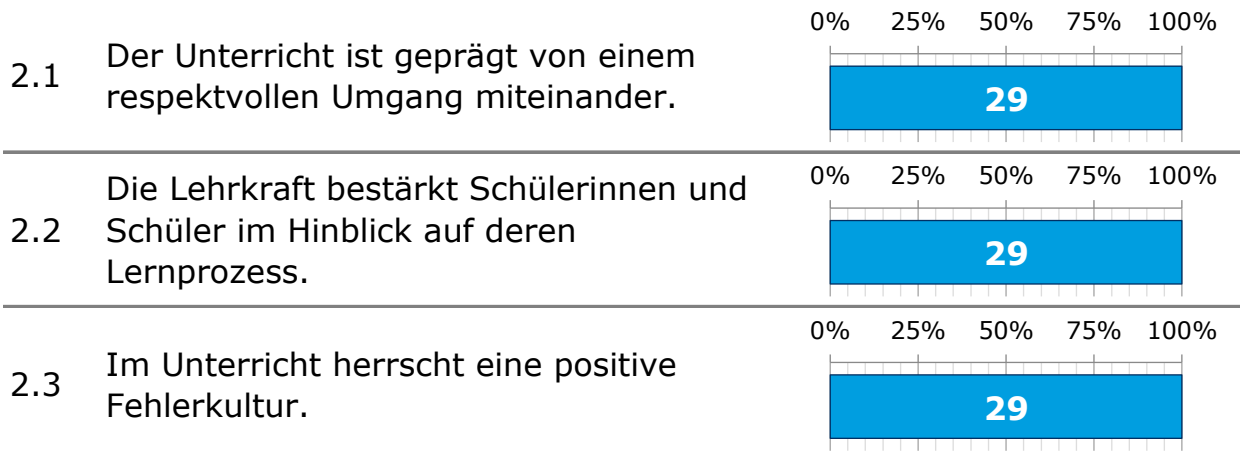 0% 25% 50% 75% 100%
2.1 Der Unterricht ist geprägt von einem
respektvollen Umgang miteinander.
29
0% 25% 50% 75% 100%
Die Lehrkraft bestärkt Schülerinnen und
2.2 Schüler im Hinblick auf deren
Lernprozess.
29
0% 25% 50% 75% 100%
2.3 Im Unterricht herrscht eine positive
Fehlerkultur.
29